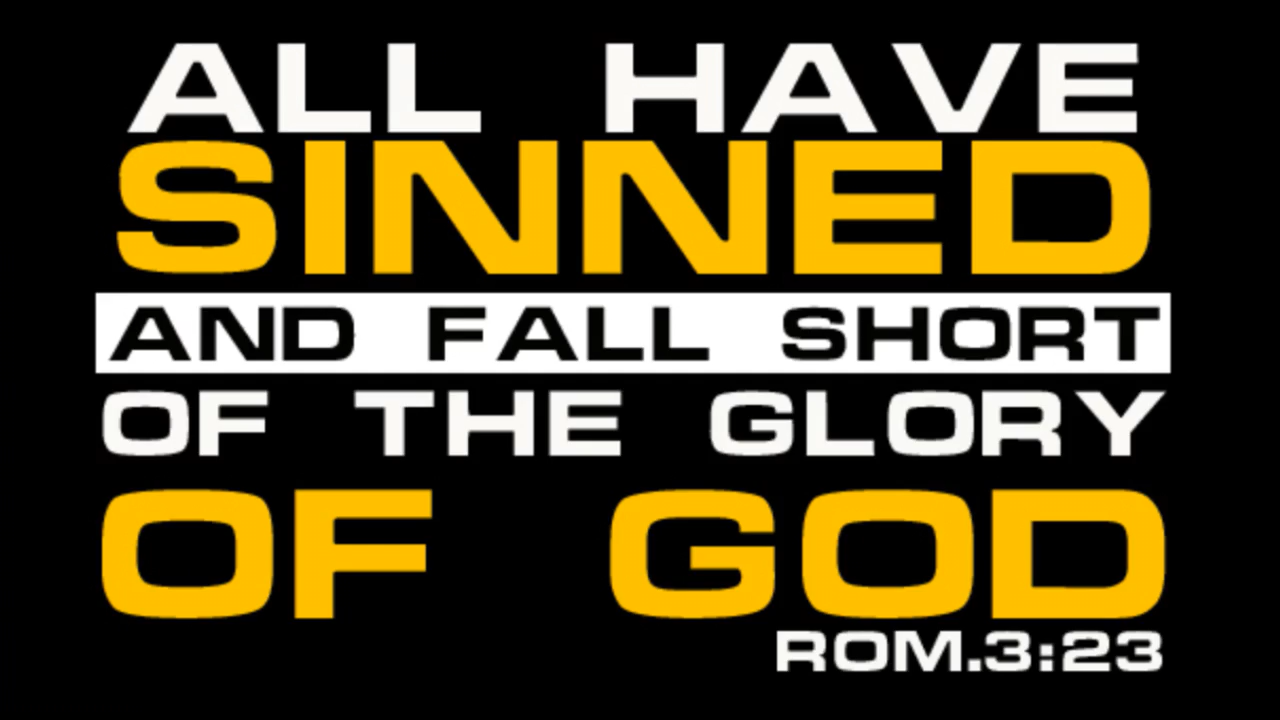 ALL HAVE
SINNED
AND FALL SHORT
OF THE GLORY
OF GOD
ROM.3:23